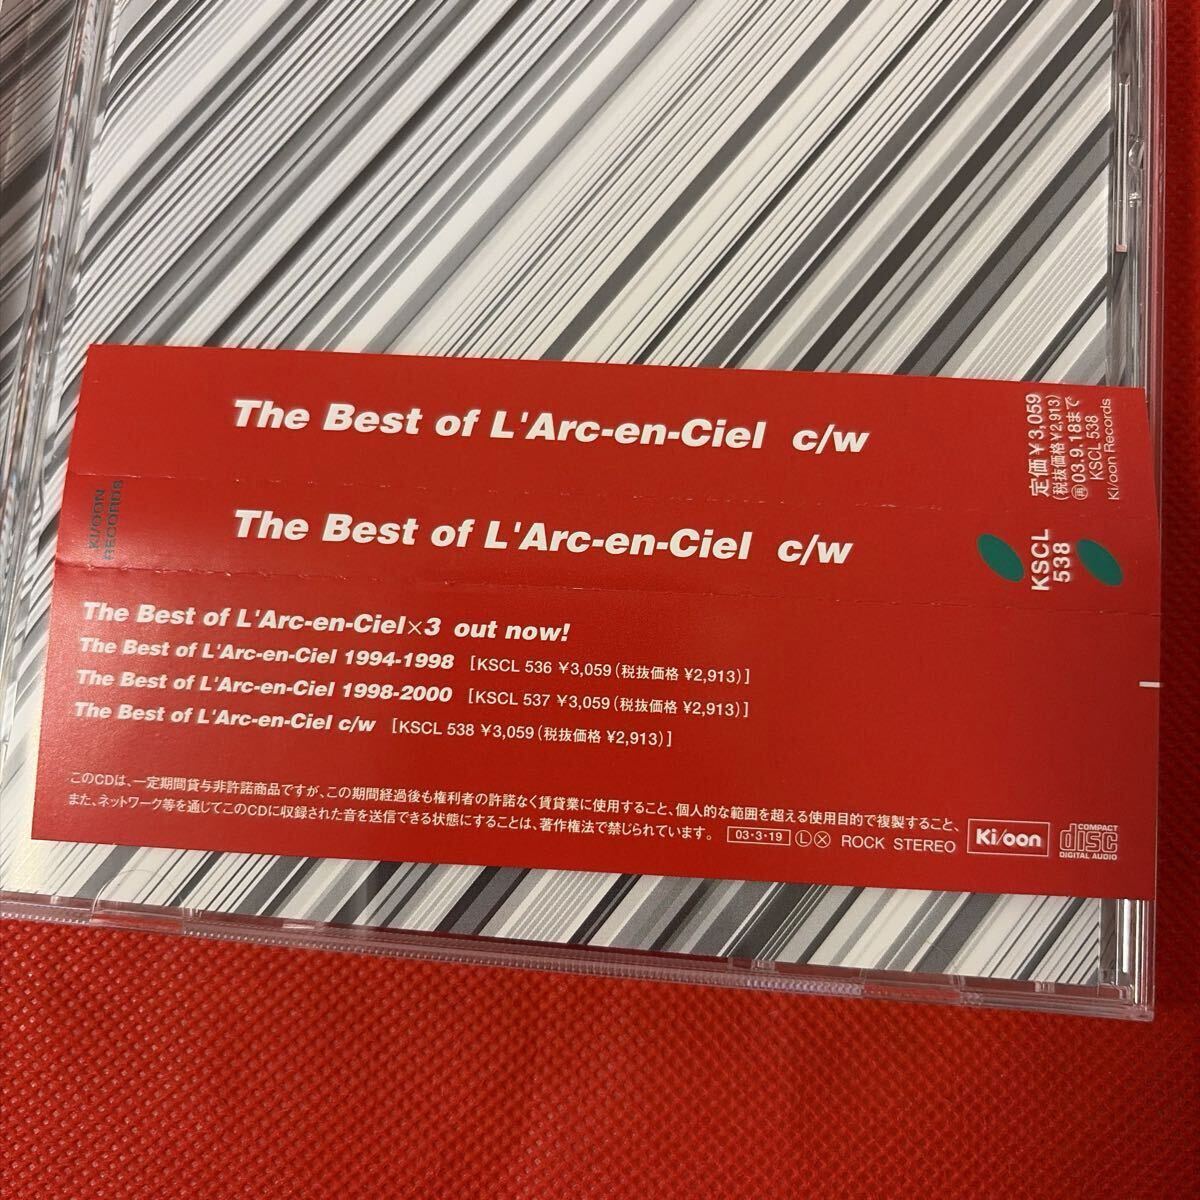 The Best of L'Arc-en-Ciel c/w
定価￥3,059
(税抜価格¥2,913)
㊢03.9.18まで
KSCL 538
Ki/oon Records
KI/OON
RECORDS
The Best of L'Arc-en-Ciel c/w
KSCL
538
The Best of L'Arc-en-Ciel×3 out now!
The Best of L'Arc-en-Ciel 1994-1998 [KSCL 536 ￥3,059(税抜価格 ¥2,913)]
The Best of L'Arc-en-Ciel 1998-2000 [KSCL 537 ￥3,059(税抜価格 ¥2,913)]
The Best of L'Arc-en-Ciel c/w [KSCL 538 ￥3,059(税抜価格 ¥2,913)]
このCDは、一定期間貸与非許諾商品ですが、この期間経過後も権利者の許諾なく賃貸業に使用すること、個人的な範囲を超える使用目的で複製すること、
また、ネットワーク等を通じてこのCDに収録された音を送信できる状態にすることは、著作権法で禁じられています。 03・3・19 Ⓛ Ⓧ ROCK STEREO
Ki/oon
COMPACT
disc
DIGITAL AUDIO